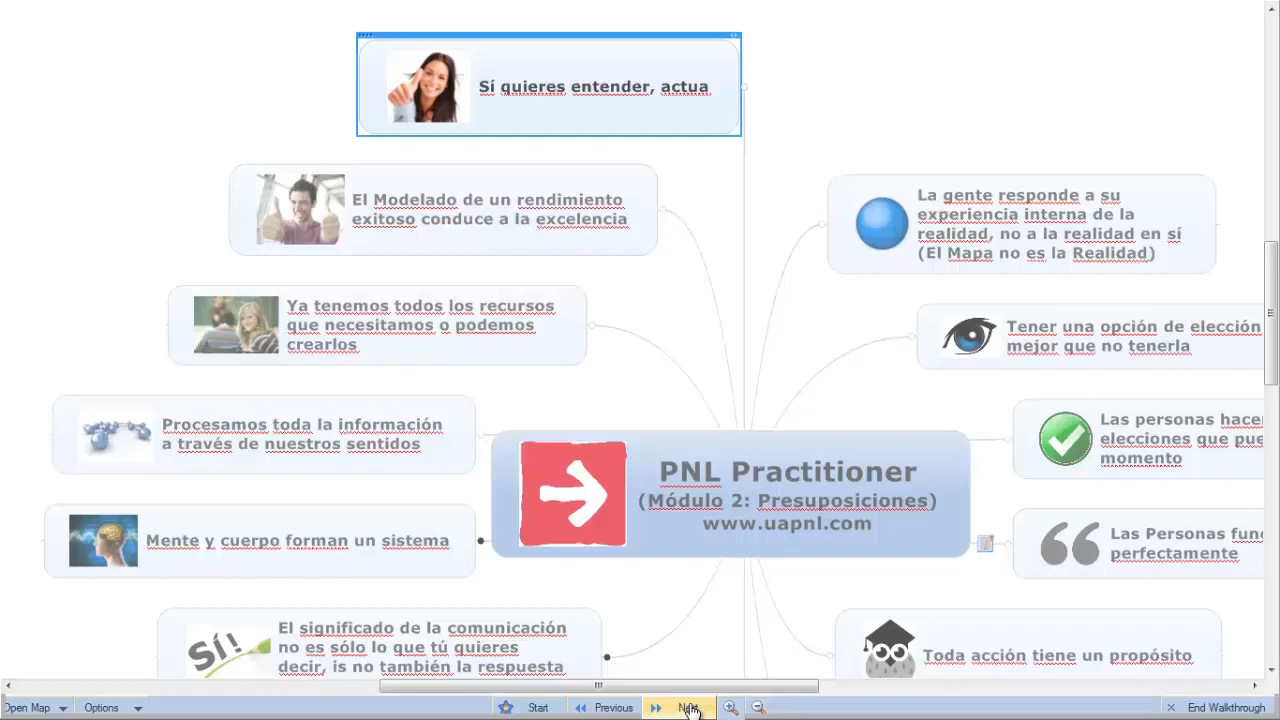 Sí quieres entender, actua
El Modelado de un rendimiento
exitoso conduce a la excelencia
La gente responde a su
experiencia interna de la
realidad, no a la realidad en sí
(El Mapa no es la Realidad)
Ya tenemos todos los recursos
que necesitamos o podemos
crearlos
Tener una opción de elección
mejor que no tenerla
Procesamos toda la información
a través de nuestros sentidos
Las personas hacen
elecciones que pue
momento
PNL Practitioner
(Módulo 2: Presuposiciones)
www.uapnl.com
Mente y cuerpo forman un sistema
Las Personas func
perfectamente
SÍ!
El significado de la comunicación
no es sólo lo que tú quieres
decir, is no también la respuesta
Toda acción tiene un propósito
Open Map Options Start Previous Next End Walkthrough